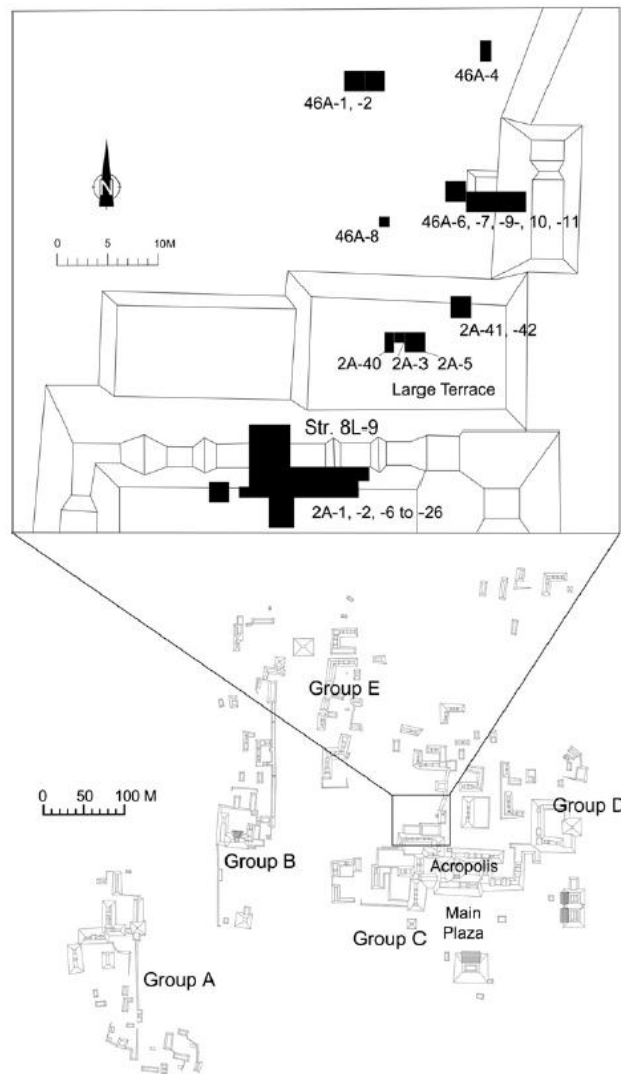 46A-4
46A-1, -2
N
46A-6, -7, -9-, 10, -11
46A-8
0 5 10M
2A-41, -42
2A-40 2A-3 2A-5
Large Terrace
Str. 8L-9
2A-1, -2, -6 to -26
Group E
0 50 100 M
Group D
Group B
Acropolis
Main
Plaza
Group C
Group A